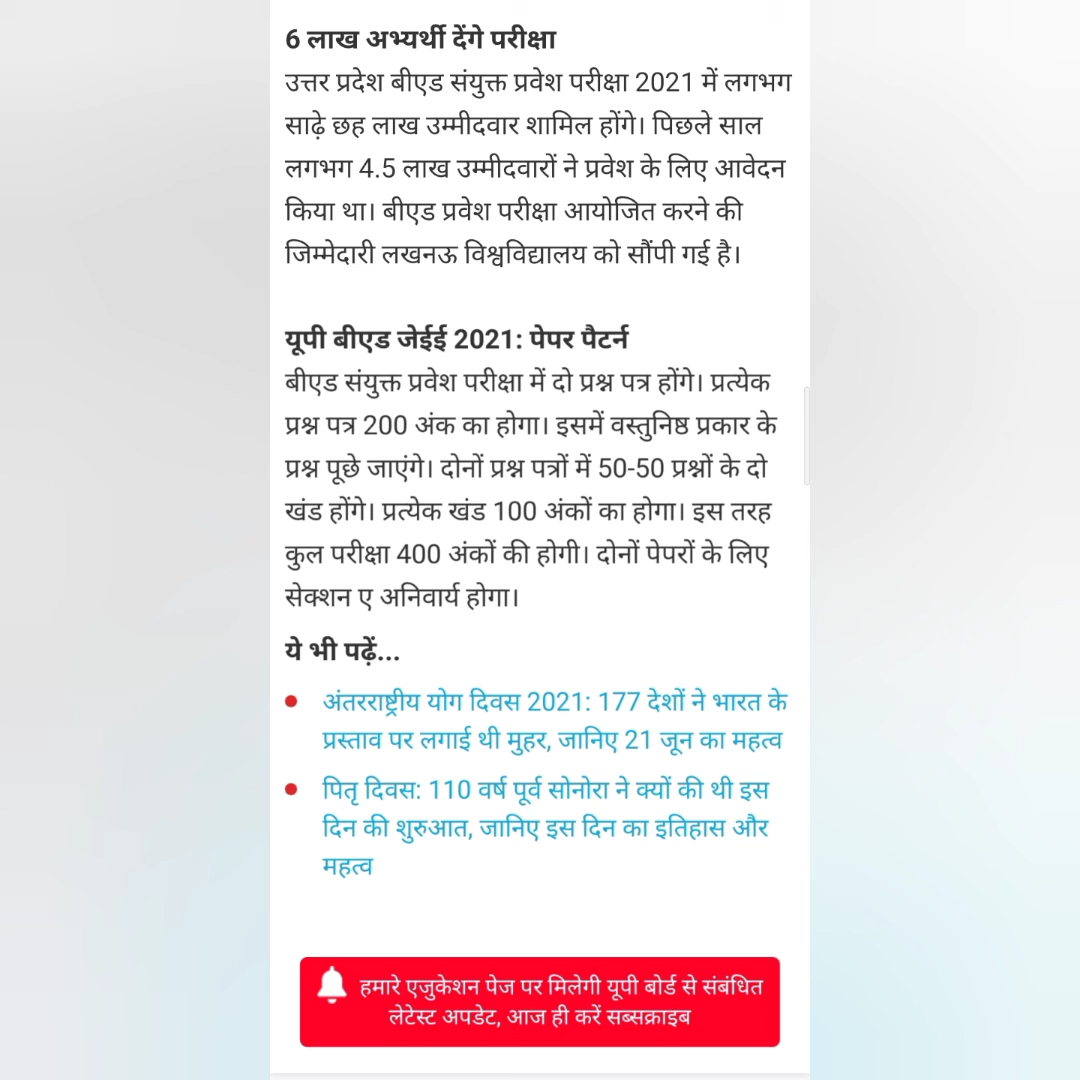 6 लाख अभ्यर्थी देंगे परीक्षा
उत्तर प्रदेश बीएड संयुक्त प्रवेश परीक्षा 2021 में लगभग
साढ़े छह लाख उम्मीदवार शामिल होंगे। पिछले साल
लगभग 4.5 लाख उम्मीदवारों ने प्रवेश के लिए आवेदन
किया था। बीएड प्रवेश परीक्षा आयोजित करने की
जिम्मेदारी लखनऊ विश्वविद्यालय को सौंपी गई है।
यूपी बीएड जेईई 2021: पेपर पैटर्न
बीएड संयुक्त प्रवेश परीक्षा में दो प्रश्न पत्र होंगे। प्रत्येक
प्रश्न पत्र 200 अंक का होगा। इसमें वस्तुनिष्ठ प्रकार के
प्रश्न पूछे जाएंगे। दोनों प्रश्न पत्रों में 50-50 प्रश्नों के दो
खंड होंगे। प्रत्येक खंड 100 अंकों का होगा। इस तरह
कुल परीक्षा 400 अंकों की होगी। दोनों पेपरों के लिए
सेक्शन ए अनिवार्य होगा।
ये भी पढ़ें...
अंतरराष्ट्रीय योग दिवस 2021: 177 देशों ने भारत के
प्रस्ताव पर लगाई थी मुहर, जानिए 21 जून का महत्व
पितृ दिवस: 110 वर्ष पूर्व सोनोरा ने क्यों की थी इस
दिन की शुरुआत, जानिए इस दिन का इतिहास और
महत्व
हमारे एजुकेशन पेज पर मिलेगी यूपी बोर्ड से संबंधित
लेटेस्ट अपडेट, आज ही करें सब्सक्राइब